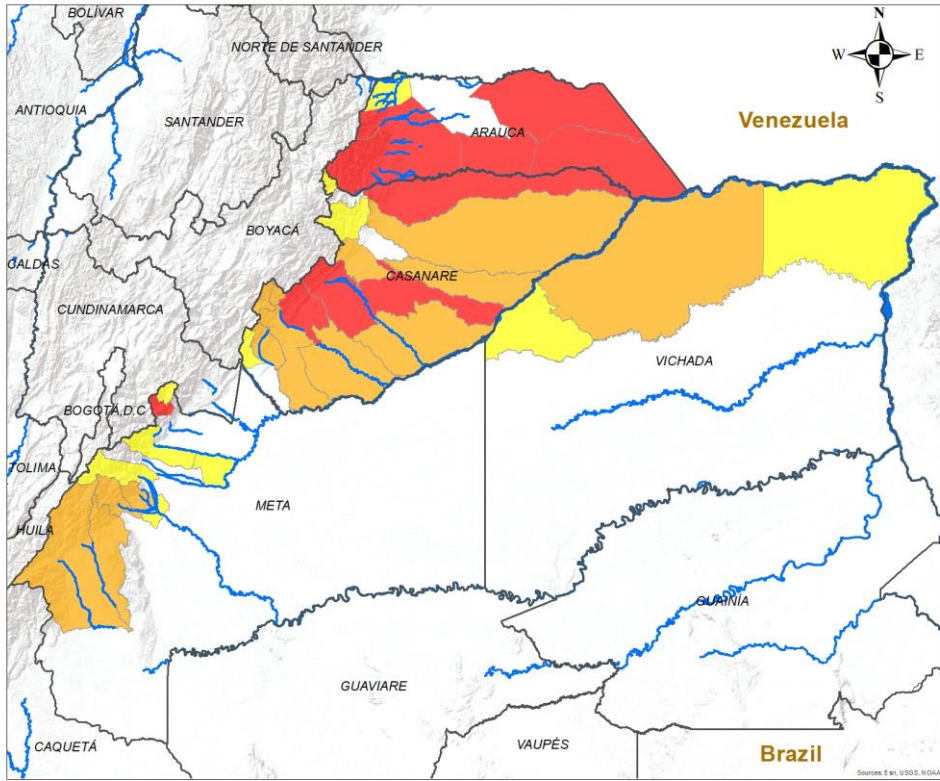 BOLÍVAR
N
NORTE DE SANTANDER
W E
S
ANTIOQUIA
SANTANDER
Venezuela
ARAUCA
BOYACÁ
CALDAS
CASANARE
CUNDINAMARCA
VICHADA
BOGOTÁ, D.C
TOLIMA
META
HUILA
GUAINÍA
GUAVIARE
VAUPÉS
CAQUETÁ
Brazil
Sources: Esri, USGS, NOAA